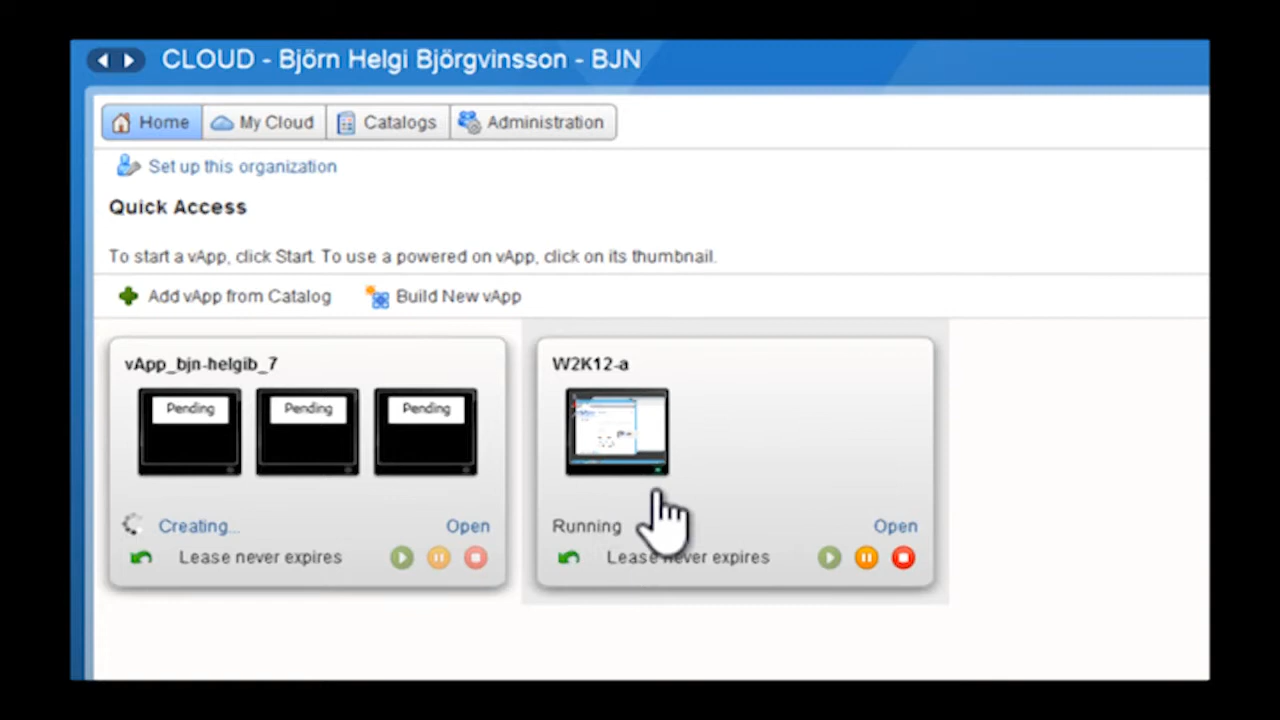 CLOUD - Björn Helgi Björgvinsson - BJN
Home My Cloud Catalogs Administration
Set up this organization
Quick Access
To start a vApp, click Start. To use a powered on vApp, click on its thumbnail.
Add vApp from Catalog Build New vApp
vApp_bjn-helgib_7
Pending Pending Pending
Creating... Open
Lease never expires
W2K12-a
Running Open
Lease never expires